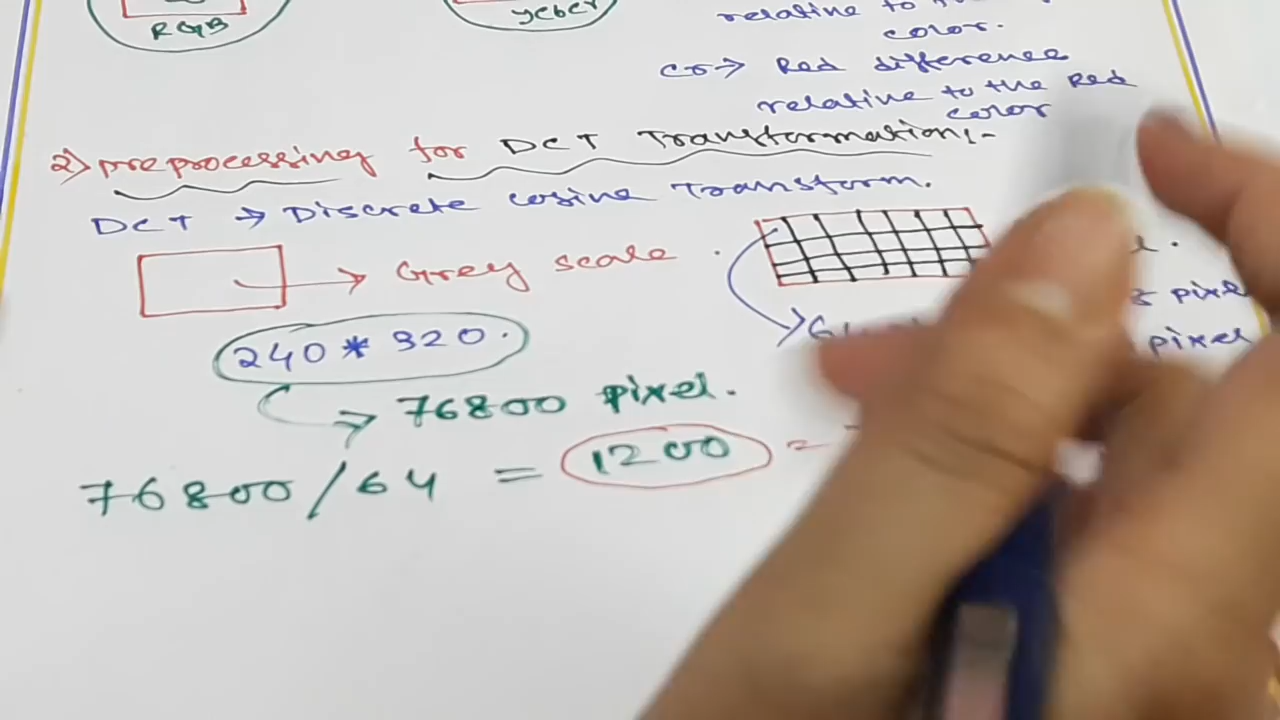 RGB
ycbcr
relative to
color.
cr→ Red difference
relative to the Red
color
2) preprocessing for DCT Transformation:-
DCT → Discrete cosine Transform.
→ Grey scale.
pixel
240 * 320.
pixel
→ 76800 pixel.
76800/64 = 1200 =